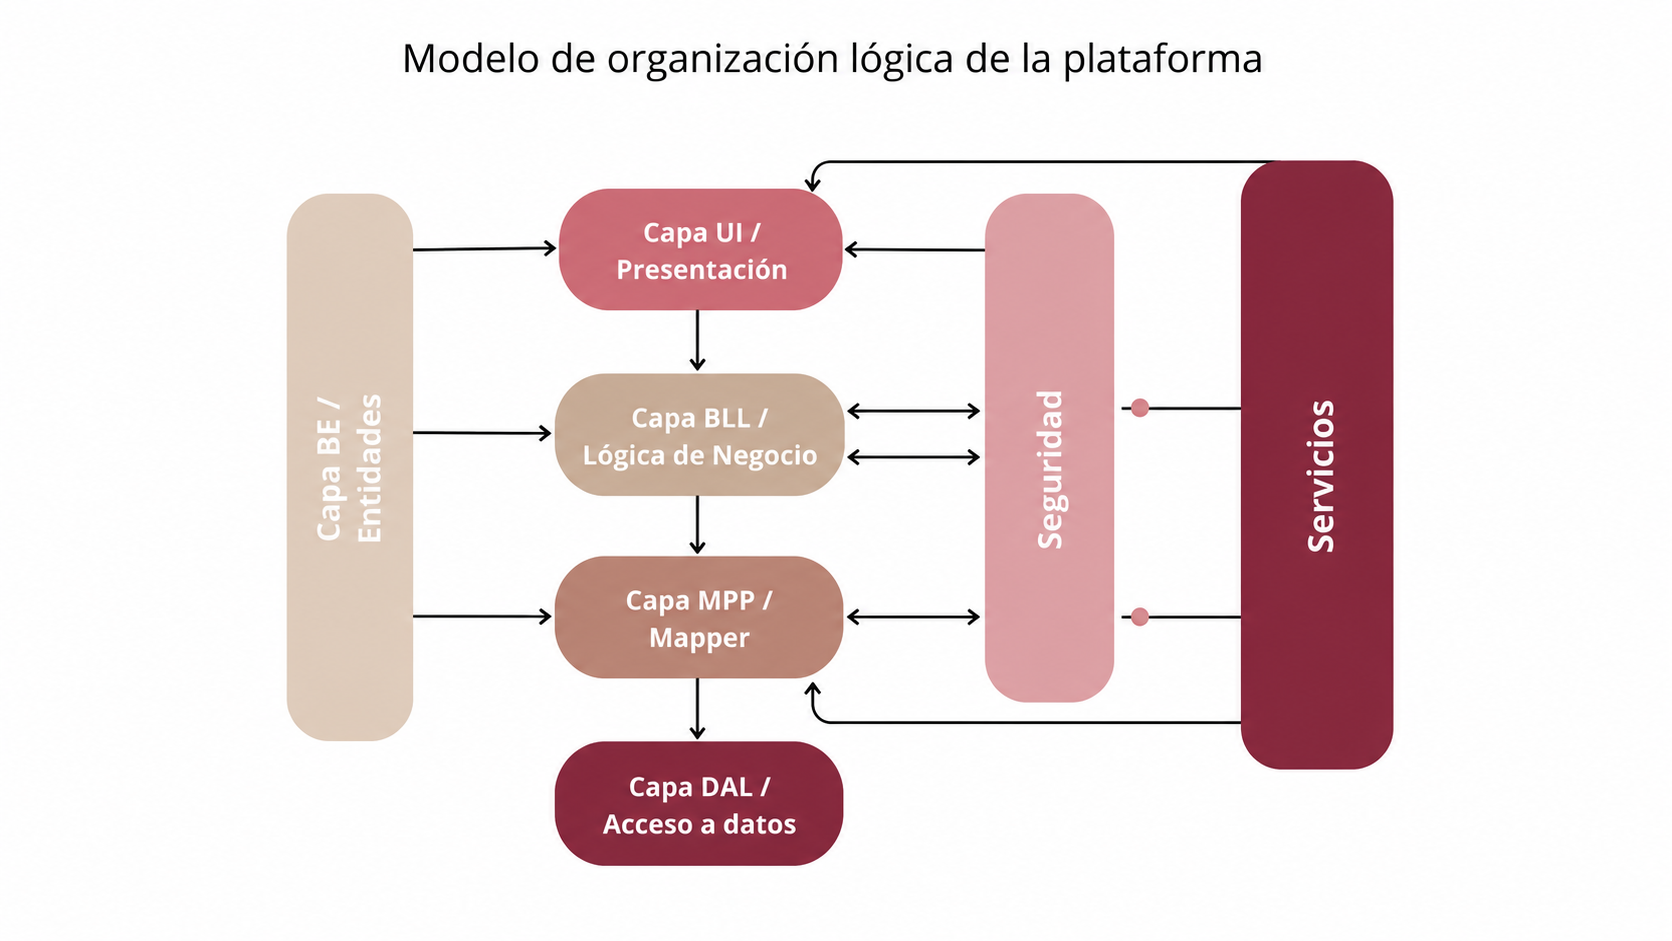 Modelo de organización lógica de la plataforma
Capa BE /
Entidades
Capa UI /
Presentación
Capa BLL /
Lógica de Negocio
Capa MPP /
Mapper
Capa DAL /
Acceso a datos
Seguridad
Servicios